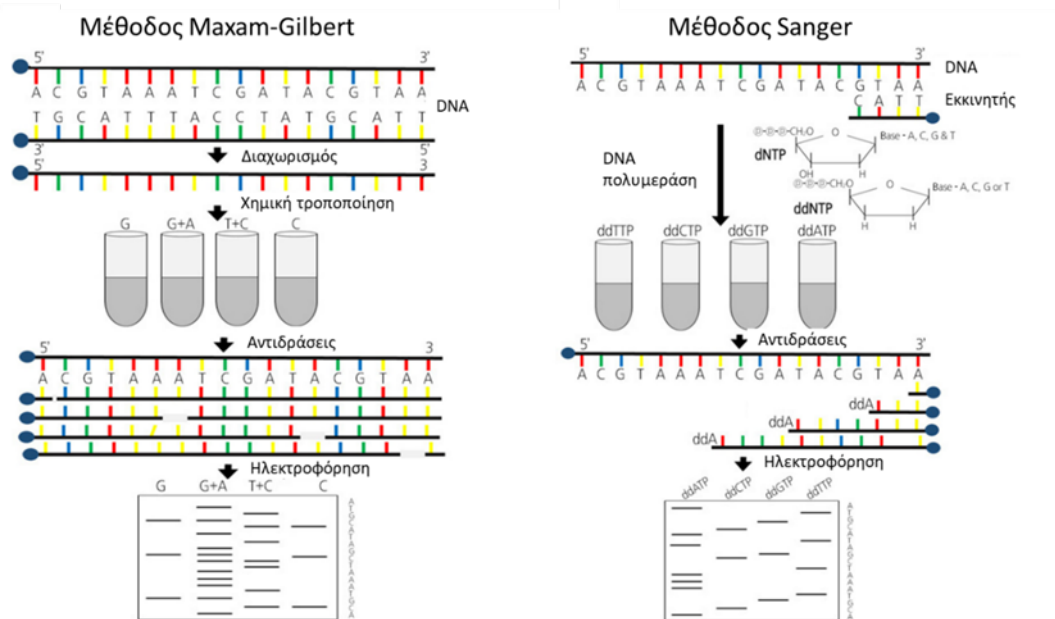 Μέθοδος Maxam-Gilbert
5' 3'
A C G T A A A T C G A T A C G T A A
DNA
T G C A T T T A C C T A T G C A T T
3' 5'
Διαχωρισμός
3
Χημική τροποποίηση
G G+A T+C C
Αντιδράσεις
5' 3
A C G T A A A T C G A T A C G T A A
Ηλεκτροφόρηση
G G+A T+C C
Μέθοδος Sanger
5' 3'
DNA
A C G T A A A T C G A T A C G T A A
C A T T
Εκκινητής
DNA
πολυμεράση
CH₂O O Base - A, C, G & T
dNTP
OH H
CH₂O O Base - A, C, G or T
ddNTP
H H
ddTTP ddCTP ddGTP ddATP
Αντιδράσεις
5' 3'
A C G T A A A T C G A T A C G T A A
ddA
ddA
ddA
Ηλεκτροφόρηση
ddATP ddCTP ddGTP ddTTP